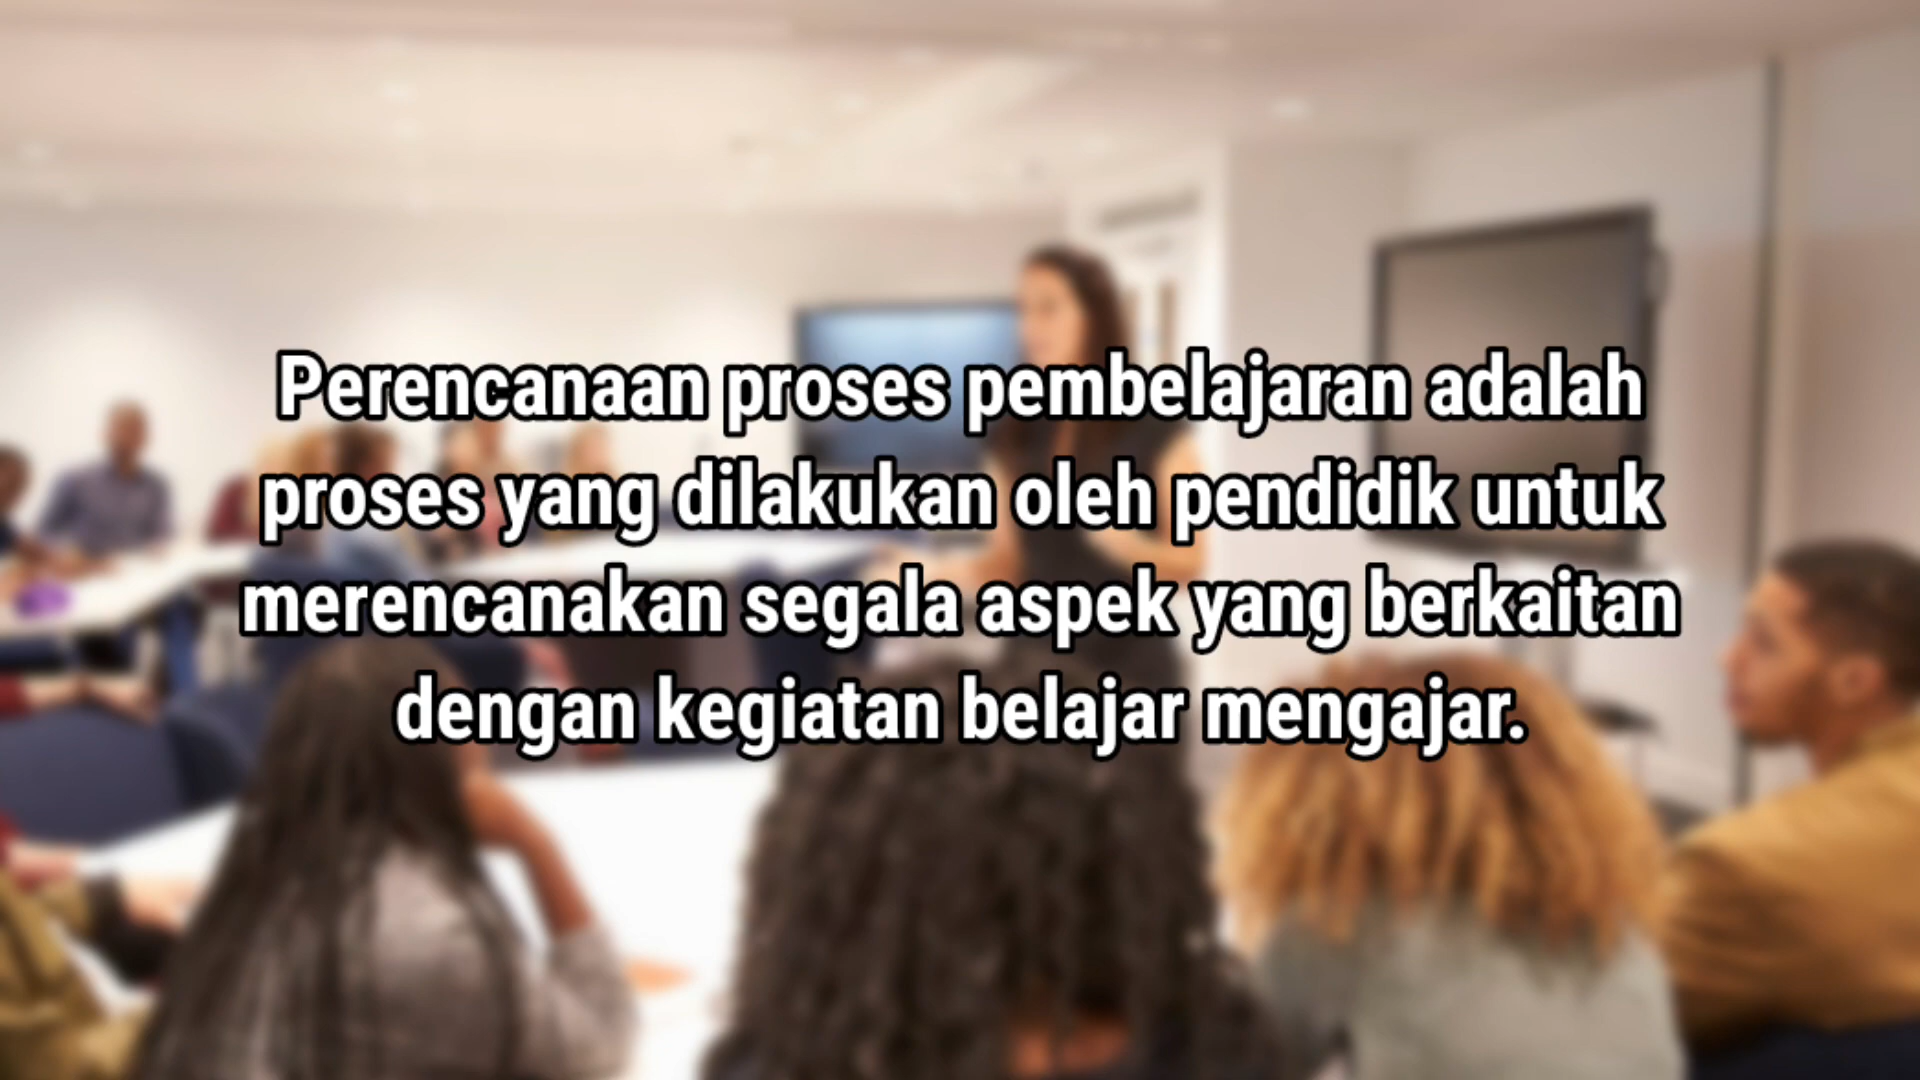 Perencanaan proses pembelajaran adalah
proses yang dilakukan oleh pendidik untuk
merencanakan segala aspek yang berkaitan
dengan kegiatan belajar mengajar.